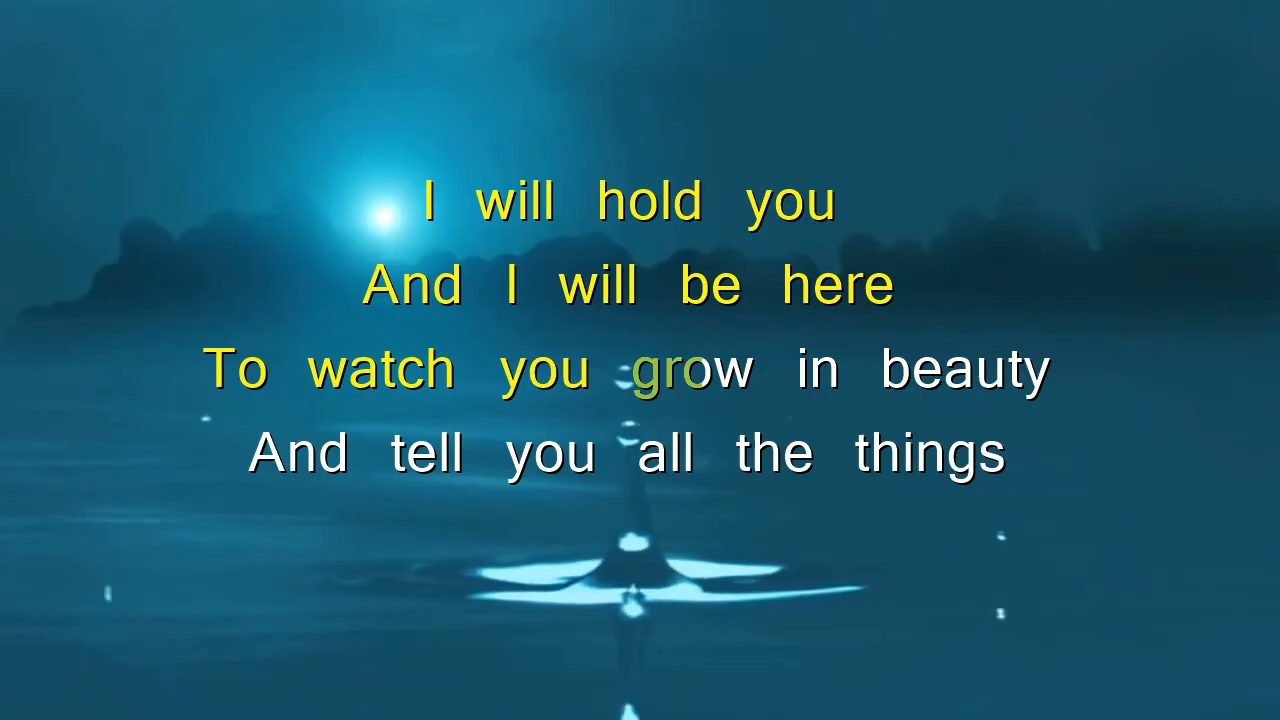 I will hold you
And I will be here
To watch you grow in beauty
And tell you all the things